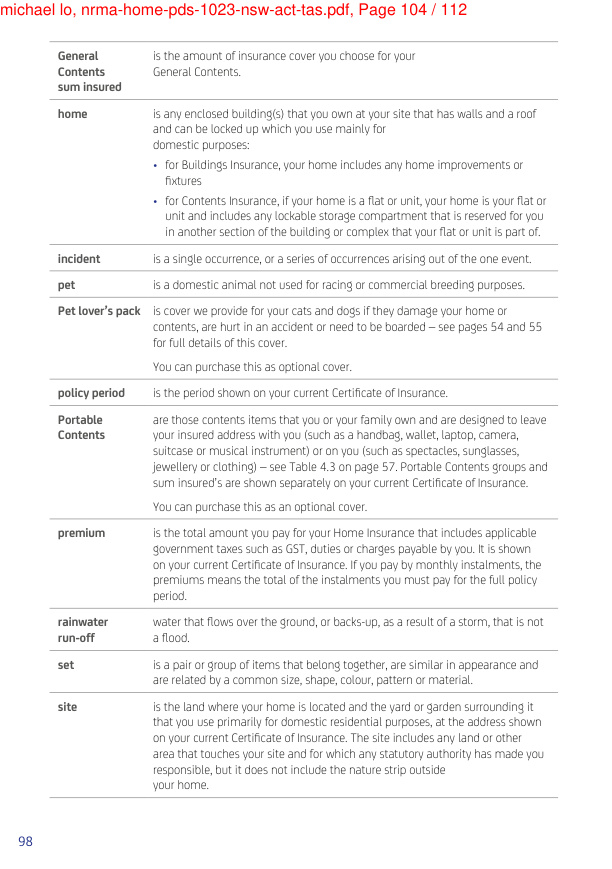 michael lo, nrma-home-pds-1023-nsw-act-tas.pdf, Page 104 / 112
General
Contents
sum insured
is the amount of insurance cover you choose for your
General Contents.
home
is any enclosed building(s) that you own at your site that has walls and a roof
and can be locked up which you use mainly for
domestic purposes:
• for Buildings Insurance, your home includes any home improvements or
fixtures
• for Contents Insurance, if your home is a flat or unit, your home is your flat or
unit and includes any lockable storage compartment that is reserved for you
in another section of the building or complex that your flat or unit is part of.
incident
is a single occurrence, or a series of occurrences arising out of the one event.
pet
is a domestic animal not used for racing or commercial breeding purposes.
Pet lover's pack
is cover we provide for your cats and dogs if they damage your home or
contents, are hurt in an accident or need to be boarded – see pages 54 and 55
for full details of this cover.
You can purchase this as optional cover.
policy period
is the period shown on your current Certificate of Insurance.
Portable
Contents
are those contents items that you or your family own and are designed to leave
your insured address with you (such as a handbag, wallet, laptop, camera,
suitcase or musical instrument) or on you (such as spectacles, sunglasses,
jewellery or clothing) – see Table 4.3 on page 57. Portable Contents groups and
sum insured's are shown separately on your current Certificate of Insurance.
You can purchase this as an optional cover.
premium
is the total amount you pay for your Home Insurance that includes applicable
government taxes such as GST, duties or charges payable by you. It is shown
on your current Certificate of Insurance. If you pay by monthly instalments, the
premiums means the total of the instalments you must pay for the full policy
period.
rainwater
run-off
water that flows over the ground, or backs-up, as a result of a storm, that is not
a flood.
set
is a pair or group of items that belong together, are similar in appearance and
are related by a common size, shape, colour, pattern or material.
site
is the land where your home is located and the yard or garden surrounding it
that you use primarily for domestic residential purposes, at the address shown
on your current Certificate of Insurance. The site includes any land or other
area that touches your site and for which any statutory authority has made you
responsible, but it does not include the nature strip outside
your home.
98